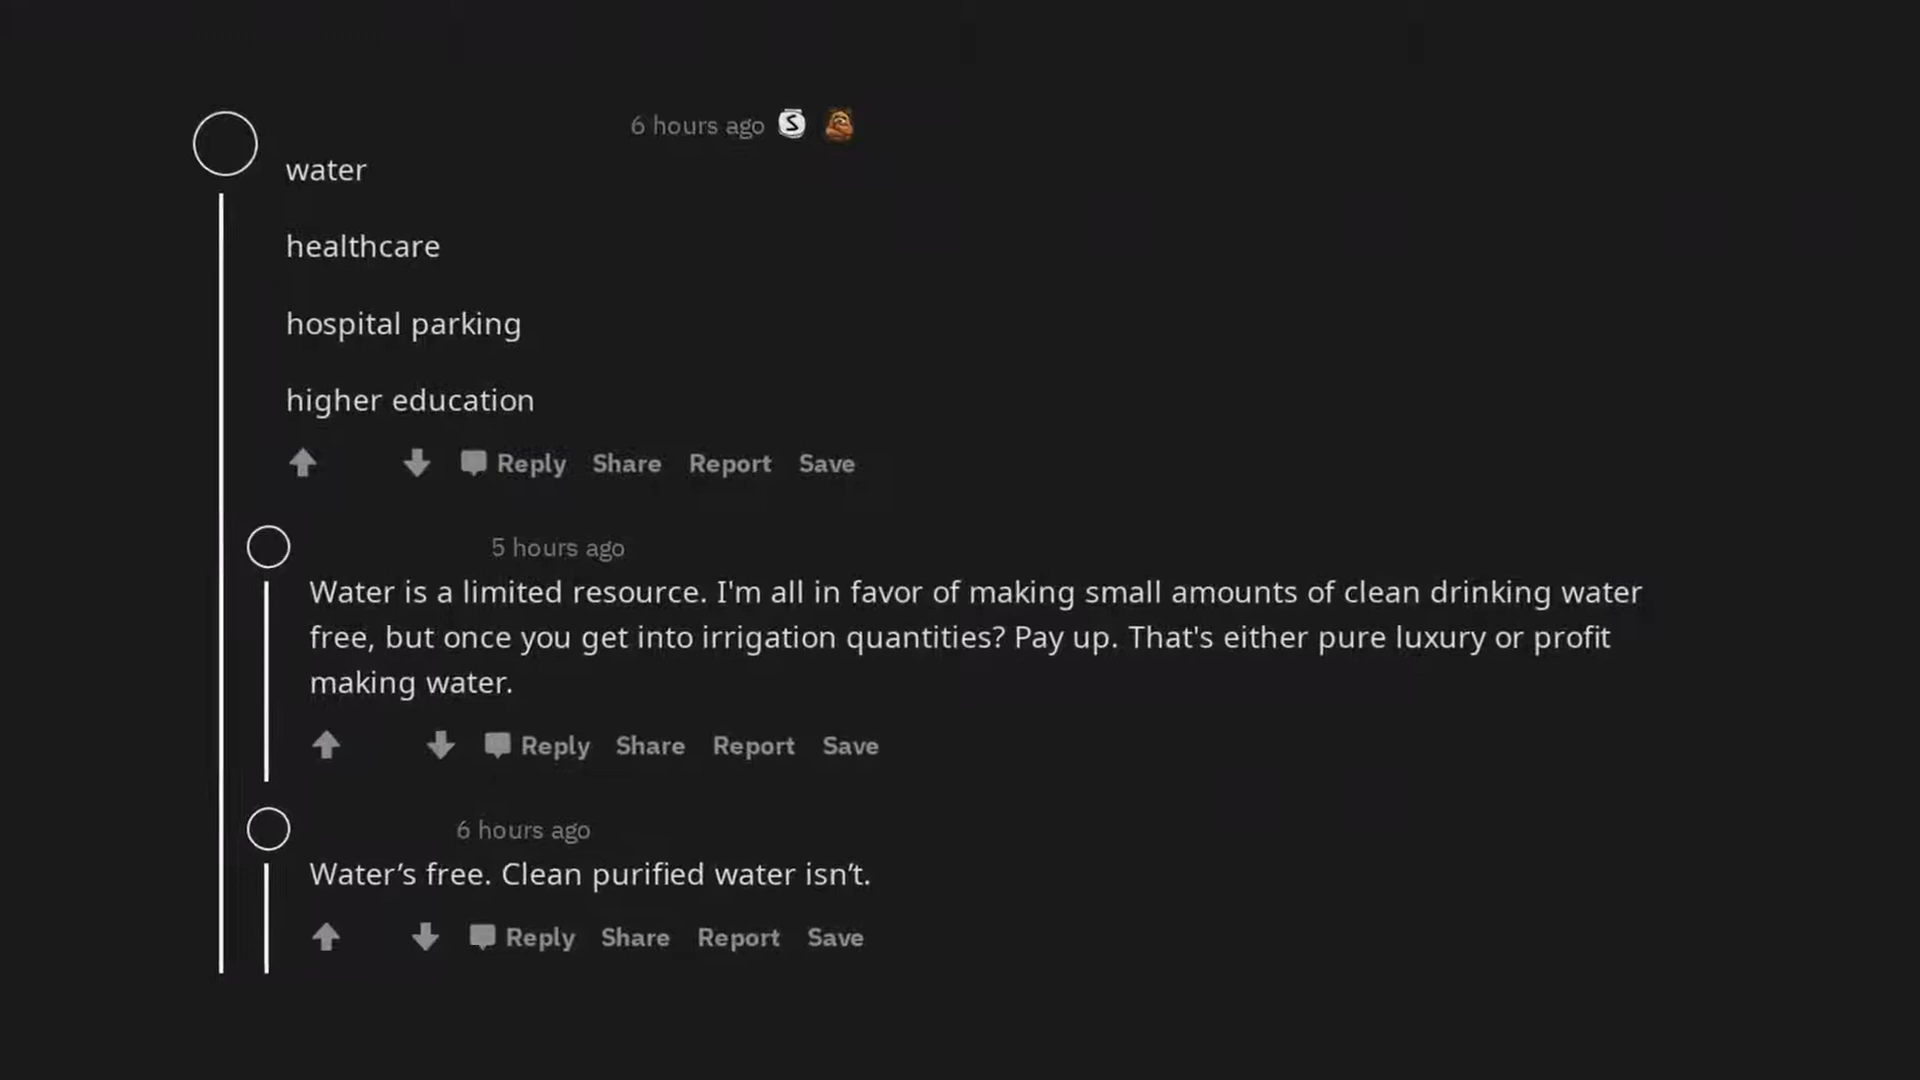 6 hours ago
water
healthcare
hospital parking
higher education
Reply Share Report Save
5 hours ago
Water is a limited resource. I'm all in favor of making small amounts of clean drinking water
free, but once you get into irrigation quantities? Pay up. That's either pure luxury or profit
making water.
Reply Share Report Save
6 hours ago
Water’s free. Clean purified water isn’t.
Reply Share Report Save